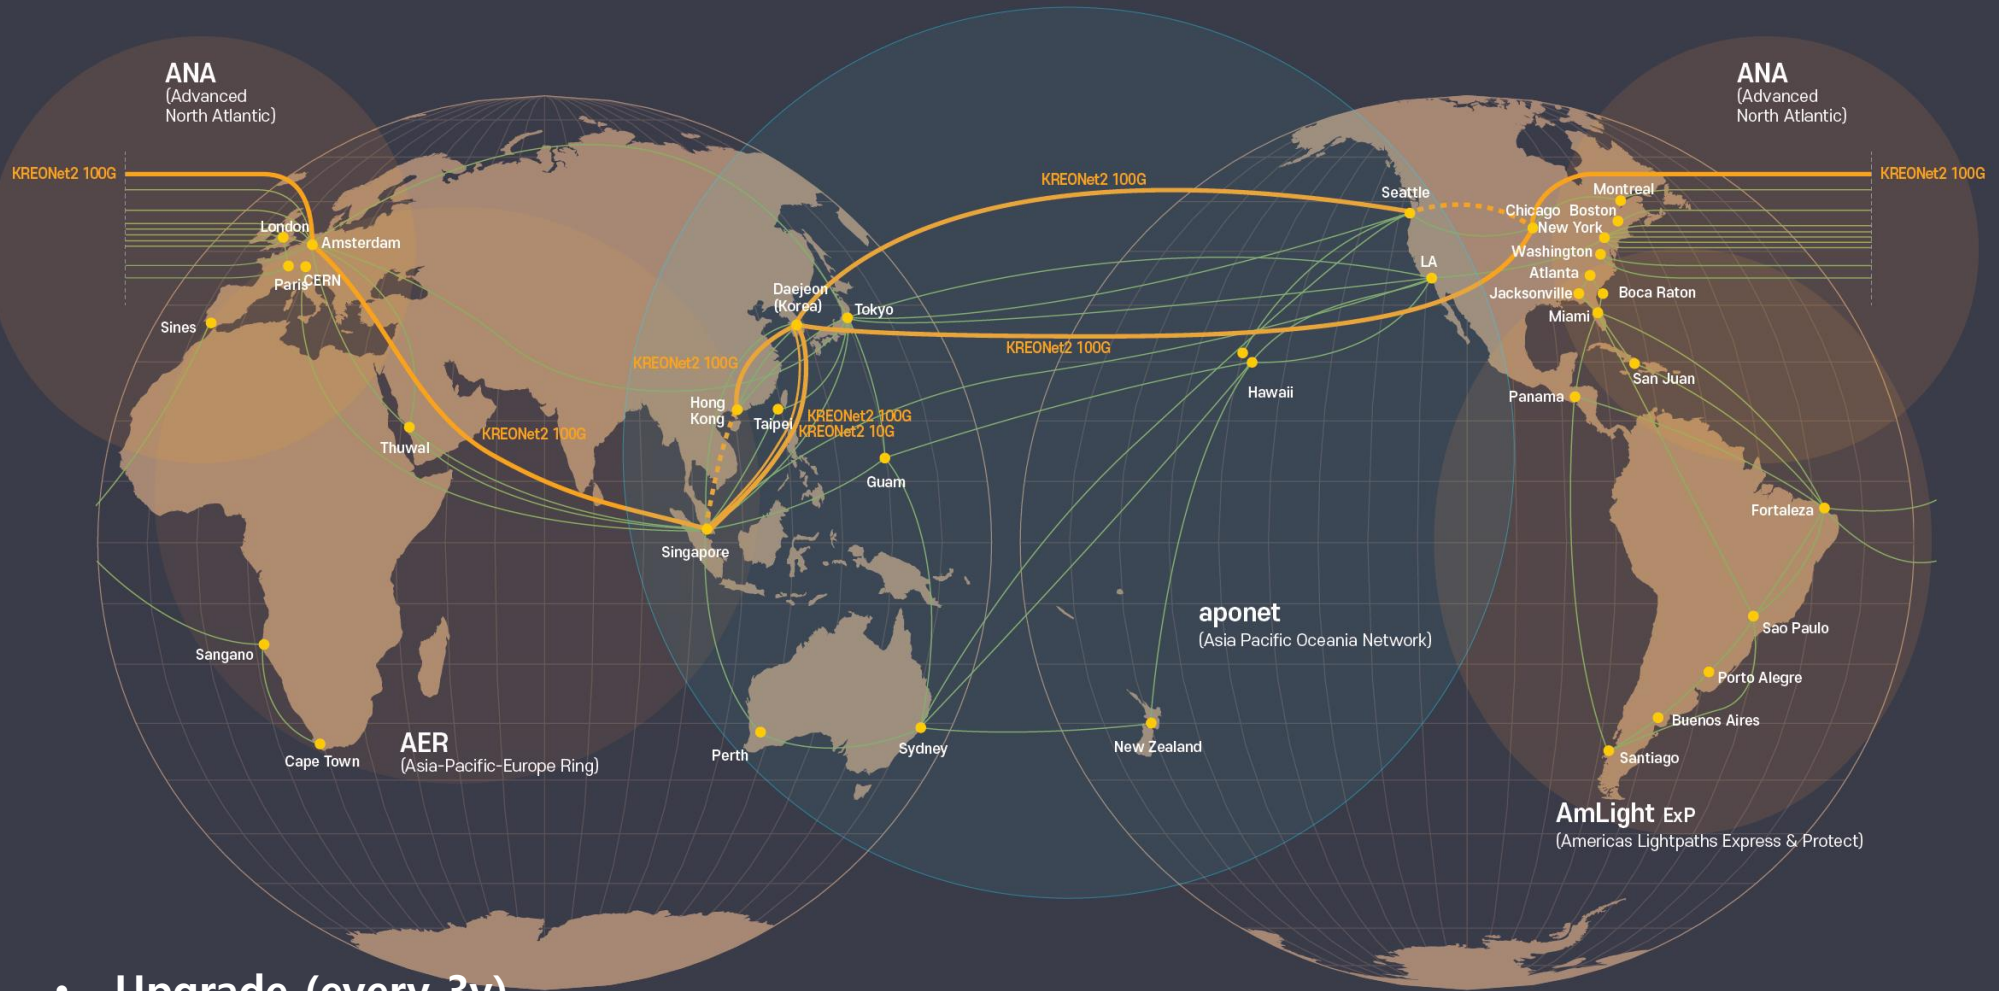 ANA
(Advanced
North Atlantic)
KREONet2 100G
London
Amsterdam
Paris
CERN
Sines
Thuwal
KREONet2 100G
Sangano
Cape Town
AER
(Asia-Pacific-Europe Ring)
Daejeon
(Korea)
Tokyo
KREONet2 100G
Hong
Kong
Taipei
KREONet2 100G
KREONet2 10G
Guam
Singapore
Perth
Sydney
KREONet2 100G
KREONet2 100G
Hawaii
aponet
(Asia Pacific Oceania Network)
New Zealand
ANA
(Advanced
North Atlantic)
KREONet2 100G
Seattle
Montreal
Chicago
Boston
New York
Washington
LA
Atlanta
Jacksonville
Boca Raton
Miami
San Juan
Panama
Fortaleza
Sao Paulo
Porto Alegre
Buenos Aires
Santiago
AmLight ExP
(Americas Lightpaths Express & Protect)
• Upgrade (every 3y)